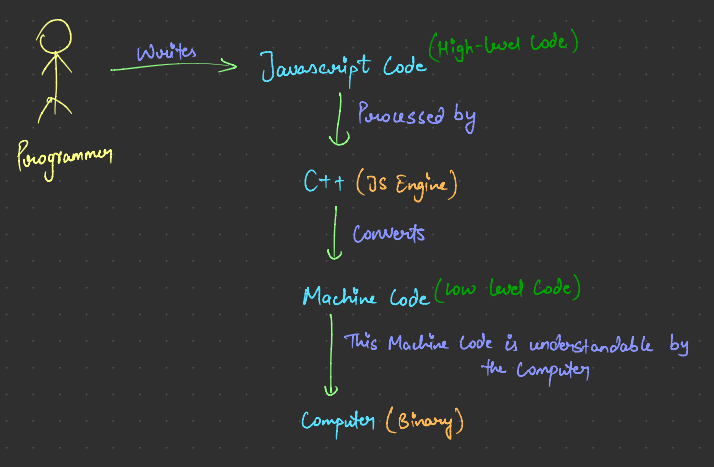 Writes
Javascript Code (High-level Code)
Processed by
Programmer
C++ (JS Engine)
Converts
Machine Code (Low Level Code)
This Machine Code is understandable by
the Computer
Computer (Binary)